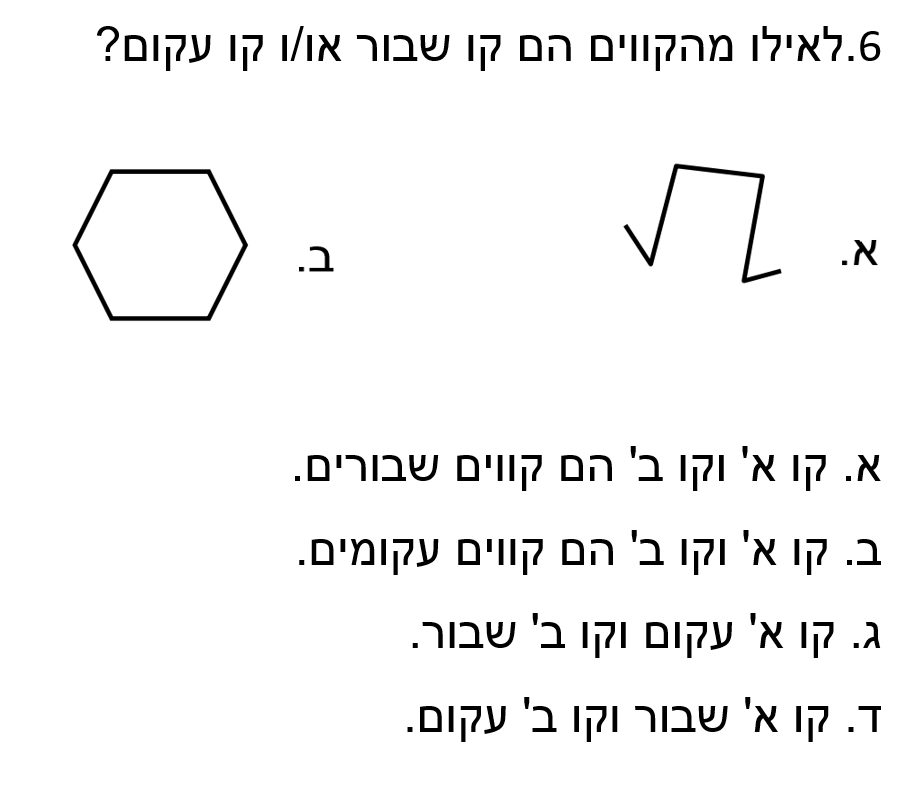 6.לאילו מהקווים הם קו שבור או/ו קו עקום?
א.
ב.
א. קו א' וקו ב' הם קווים שבורים.
ב. קו א' וקו ב' הם קווים עקומים.
ג. קו א' עקום וקו ב' שבור.
ד. קו א' שבור וקו ב' עקום.